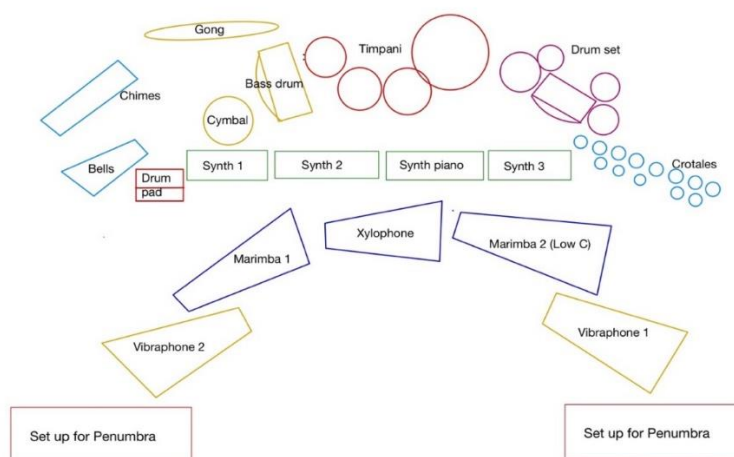 Gong
Timpani
Drum set
Bass drum
Chimes
Cymbal
Bells
Drum
pad
Synth 1
Synth 2
Synth piano
Synth 3
Crotales
Marimba 1
Xylophone
Marimba 2 (Low C)
Vibraphone 2
Vibraphone 1
Set up for Penumbra
Set up for Penumbra